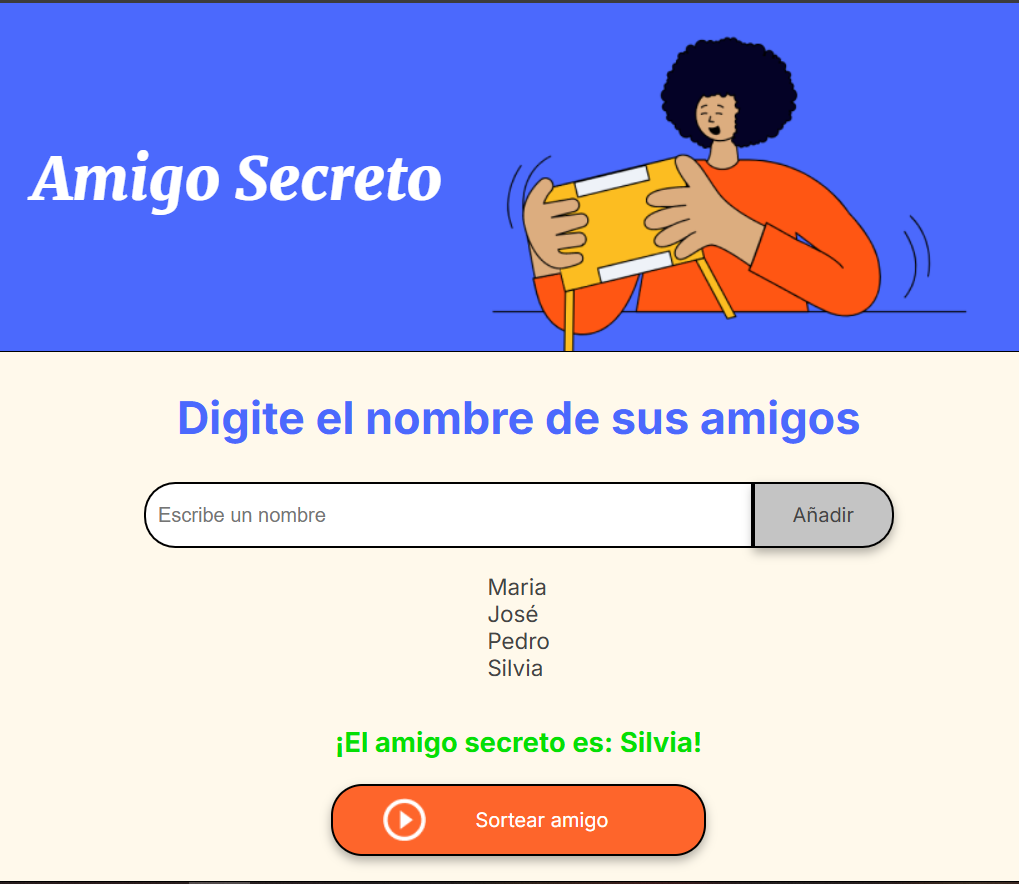 Amigo Secreto
Digite el nombre de sus amigos
Escribe un nombre
Añadir
Maria
José
Pedro
Silvia
¡El amigo secreto es: Silvia!
Sortear amigo